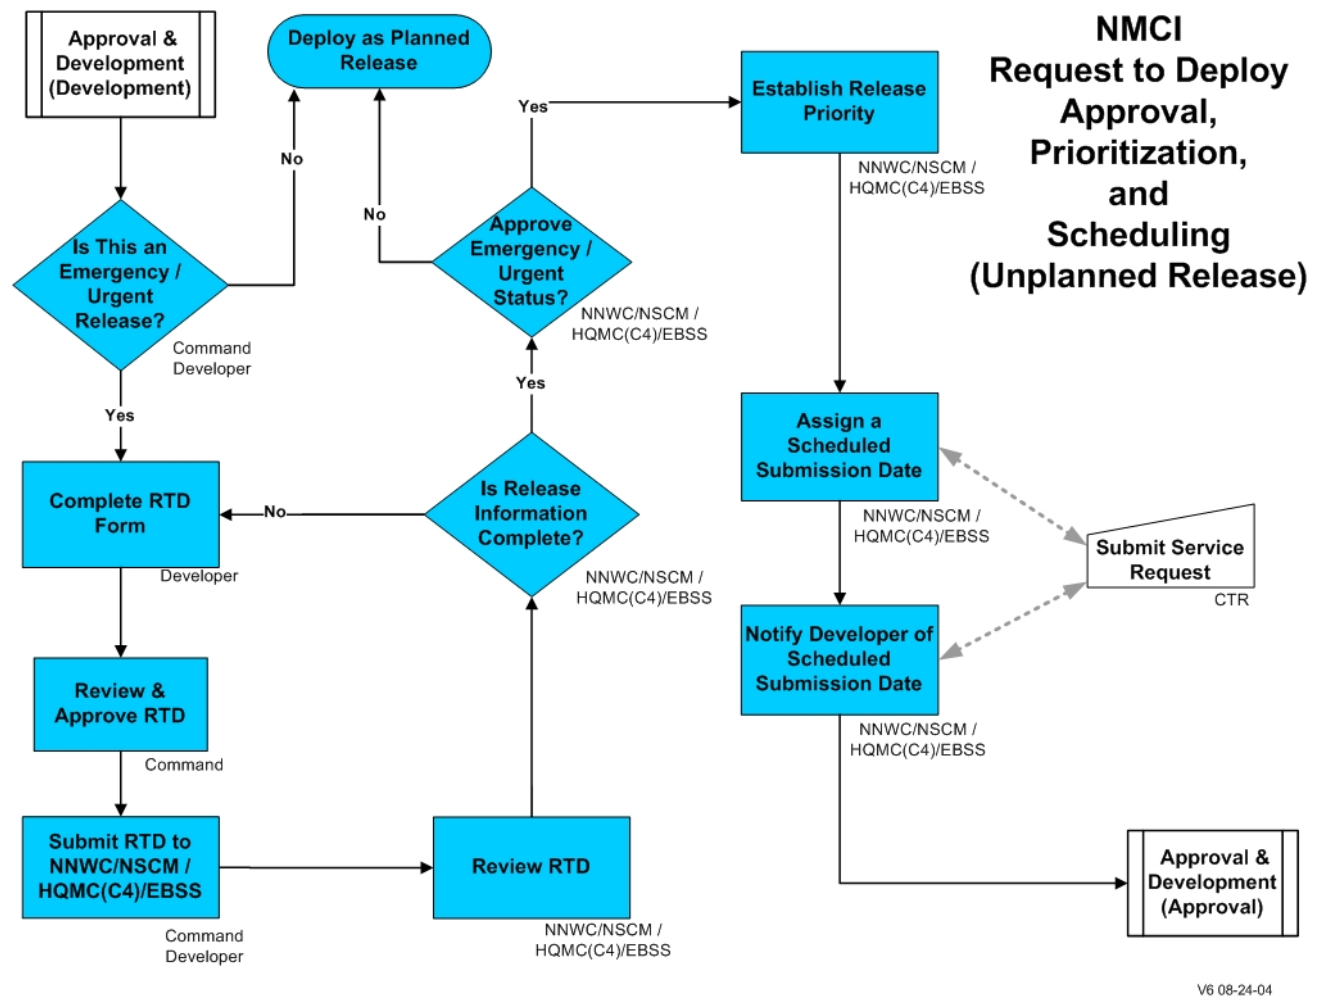 NMCI
Request to Deploy
Approval,
Prioritization,
and
Scheduling
(Unplanned Release)
Approval &
Development
(Development)
Deploy as Planned
Release
No
No
Is This an
Emergency /
Urgent
Release?
Command
Developer
Yes
Complete RTD
Form
Developer
Review &
Approve RTD
Command
Submit RTD to
NNWC/NSCM /
HQMC(C4)/EBSS
Command
Developer
Review RTD
NNWC/NSCM /
HQMC(C4)/EBSS
Is Release
Information
Complete?
NNWC/NSCM /
HQMC(C4)/EBSS
No
Yes
Approve
Emergency /
Urgent
Status?
NNWC/NSCM /
HQMC(C4)/EBSS
Yes
Establish Release
Priority
NNWC/NSCM /
HQMC(C4)/EBSS
Assign a
Scheduled
Submission Date
NNWC/NSCM /
HQMC(C4)/EBSS
Submit Service
Request
CTR
Notify Developer of
Scheduled
Submission Date
NNWC/NSCM /
HQMC(C4)/EBSS
Approval &
Development
(Approval)
V6 08-24-04